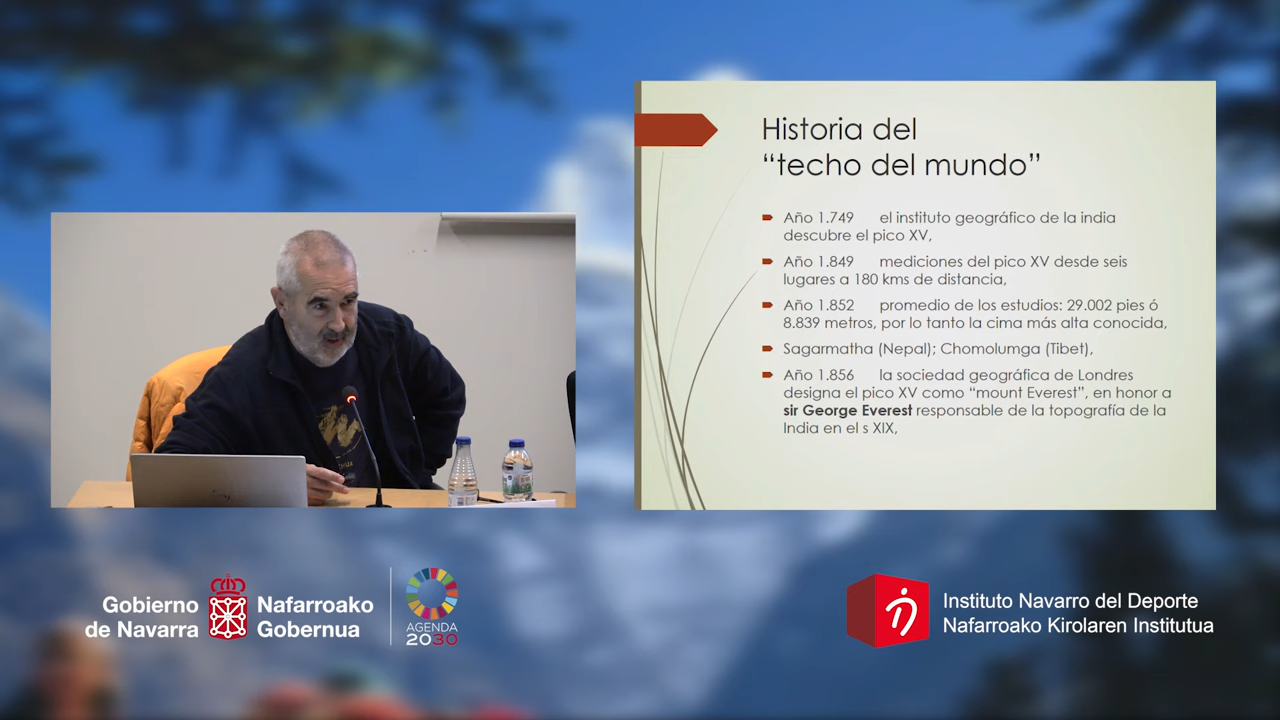 Historia del
“techo del mundo”
Año 1.749 el instituto geográfico de la india
descubre el pico XV,
Año 1.849 mediciones del pico XV desde seis
lugares a 180 kms de distancia,
Año 1.852 promedio de los estudios: 29.002 pies ó
8.839 metros, por lo tanto la cima más alta conocida,
Sagarmatha (Nepal); Chomolumga (Tibet),
Año 1.856 la sociedad geográfica de Londres
designa el pico XV como “mount Everest”, en honor a
sir George Everest responsable de la topografía de la
India en el s XIX,
Gobierno
de Navarra
Nafarroako
Gobernua
AGENDA
2030
Instituto Navarro del Deporte
Nafarroako Kirolaren Institutua